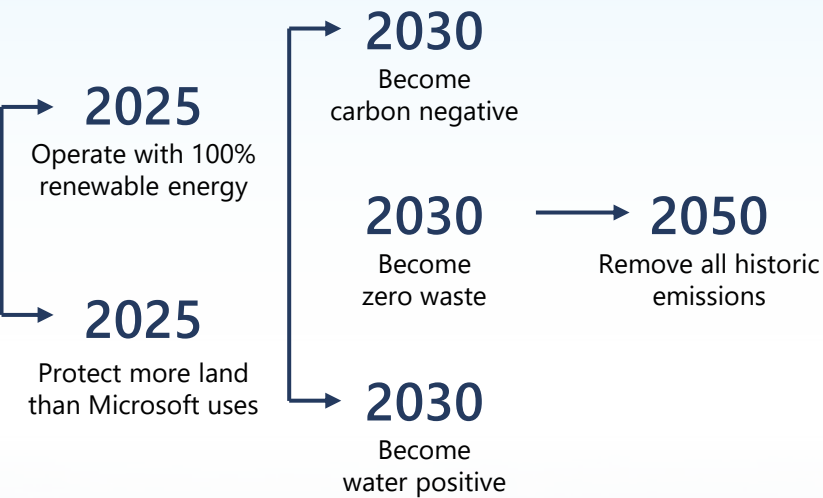 2025
Operate with 100%
renewable energy
2025
Protect more land
than Microsoft uses
2030
Become
carbon negative
2030
Become
zero waste
2030
Become
water positive
2050
Remove all historic
emissions